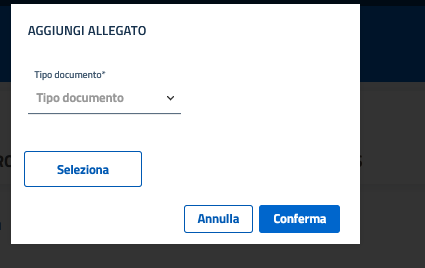 AGGIUNGI ALLEGATO
Tipo documento*
Tipo documento
Seleziona
Annulla
Conferma